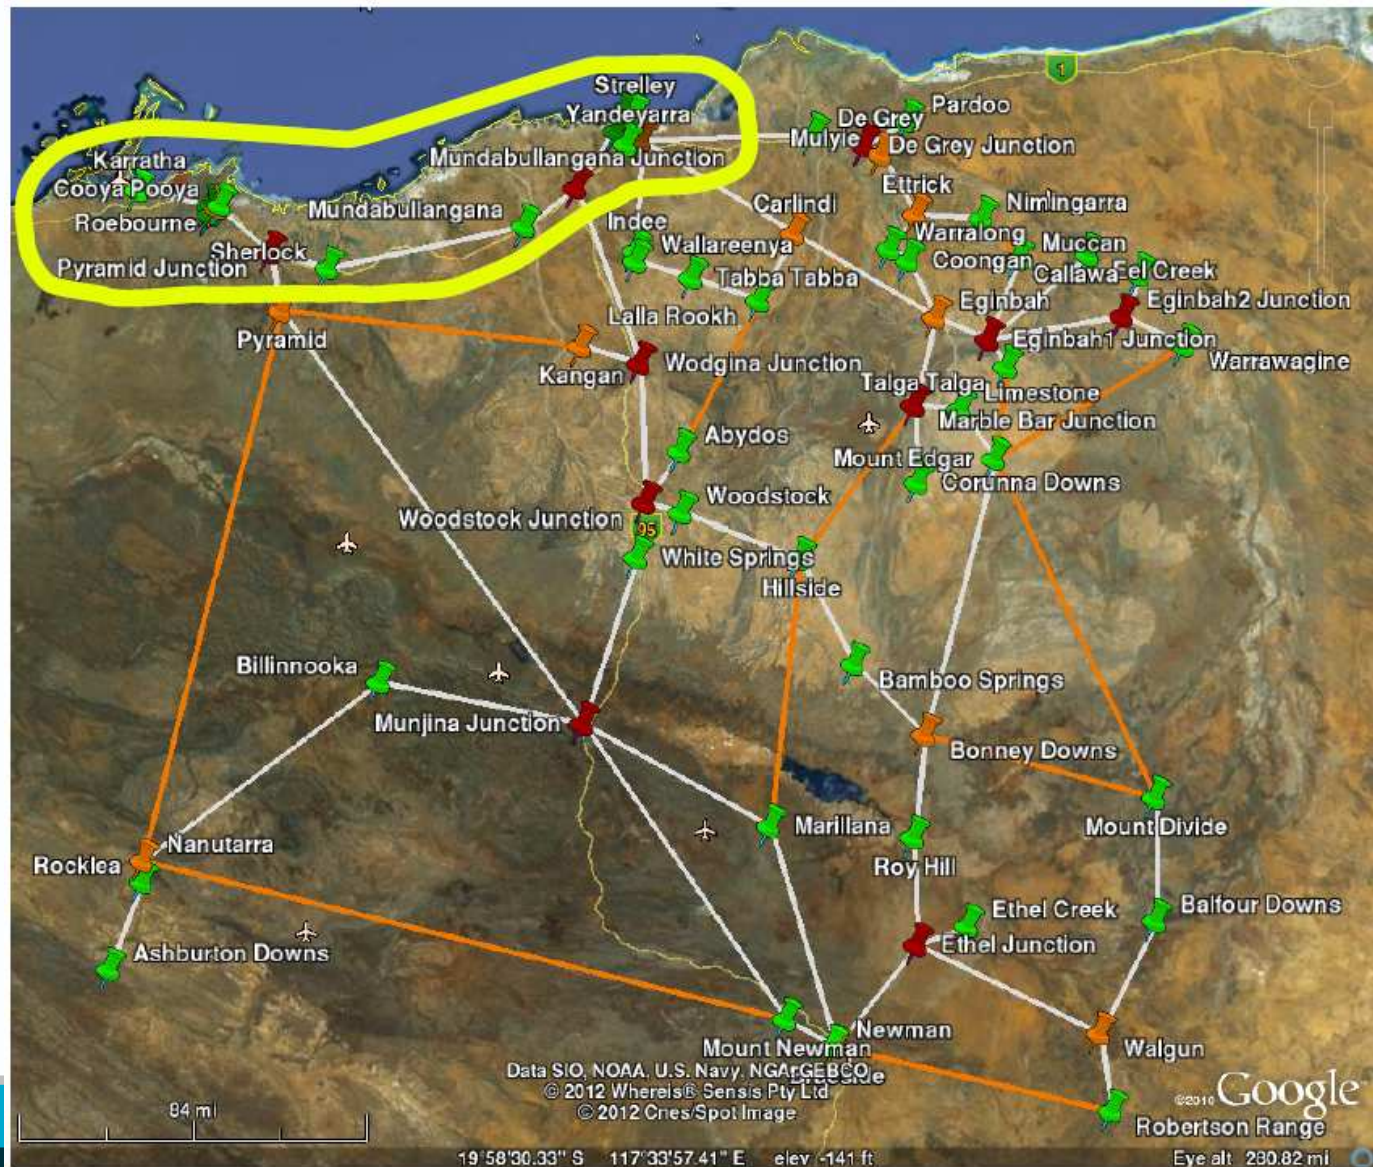 Strelley
Yandeyarra
Mundabullangana Junction
Karratha
Cooya Pooya
Roebourne
Sherlock
Pyramid Junction
Mundabullangana
1
Pardoo
De Grey
Mulyie
De Grey Junction
Ettrick
Nimlingarra
Carlindi
Indee
Wallareenya
Tabba Tabba
Warralong
Coongan
Muccan
Callawa
Eel Creek
Eginbah
Eginbah2 Junction
Eginbah1 Junction
Warrawagine
Lalla Rookh
Pyramid
Kangan
Wodgina Junction
Talga Talga
Limestone
Marble Bar Junction
Abydos
Mount Edgar
Corunna Downs
Woodstock
Woodstock Junction
95
White Springs
Hillside
Billinnooka
Bamboo Springs
Munjina Junction
Bonney Downs
Marillana
Mount Divide
Nanutarra
Rocklea
Roy Hill
Ethel Creek
Balfour Downs
Ashburton Downs
Ethel Junction
Newman
Mount Newman
Walgun
Data SIO, NOAA, U.S. Navy, NGA, GEBCO
© 2012 Whereis® Sensis Pty Ltd
© 2012 Cnes/Spot Image
©2010 Google
Robertson Range
84 mi
19°58'30.33" S 117°33'57.41" E elev -141 ft
Eye alt 280.82 mi